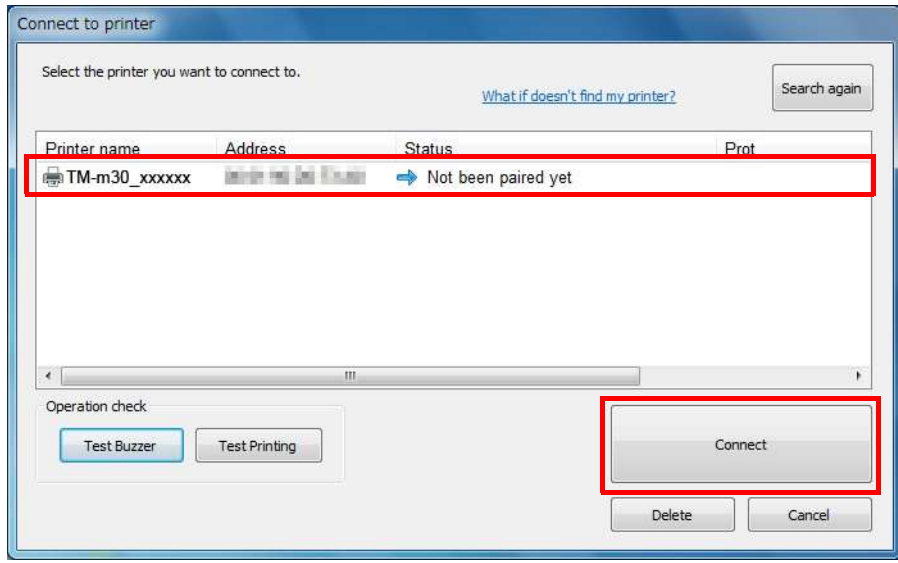 Connect to printer
Select the printer you want to connect to.
What if doesn't find my printer?
Search again
Printer name Address Status Prot
TM-m30_xxxxxx Not been paired yet
Operation check
Test Buzzer Test Printing
Connect
Delete Cancel